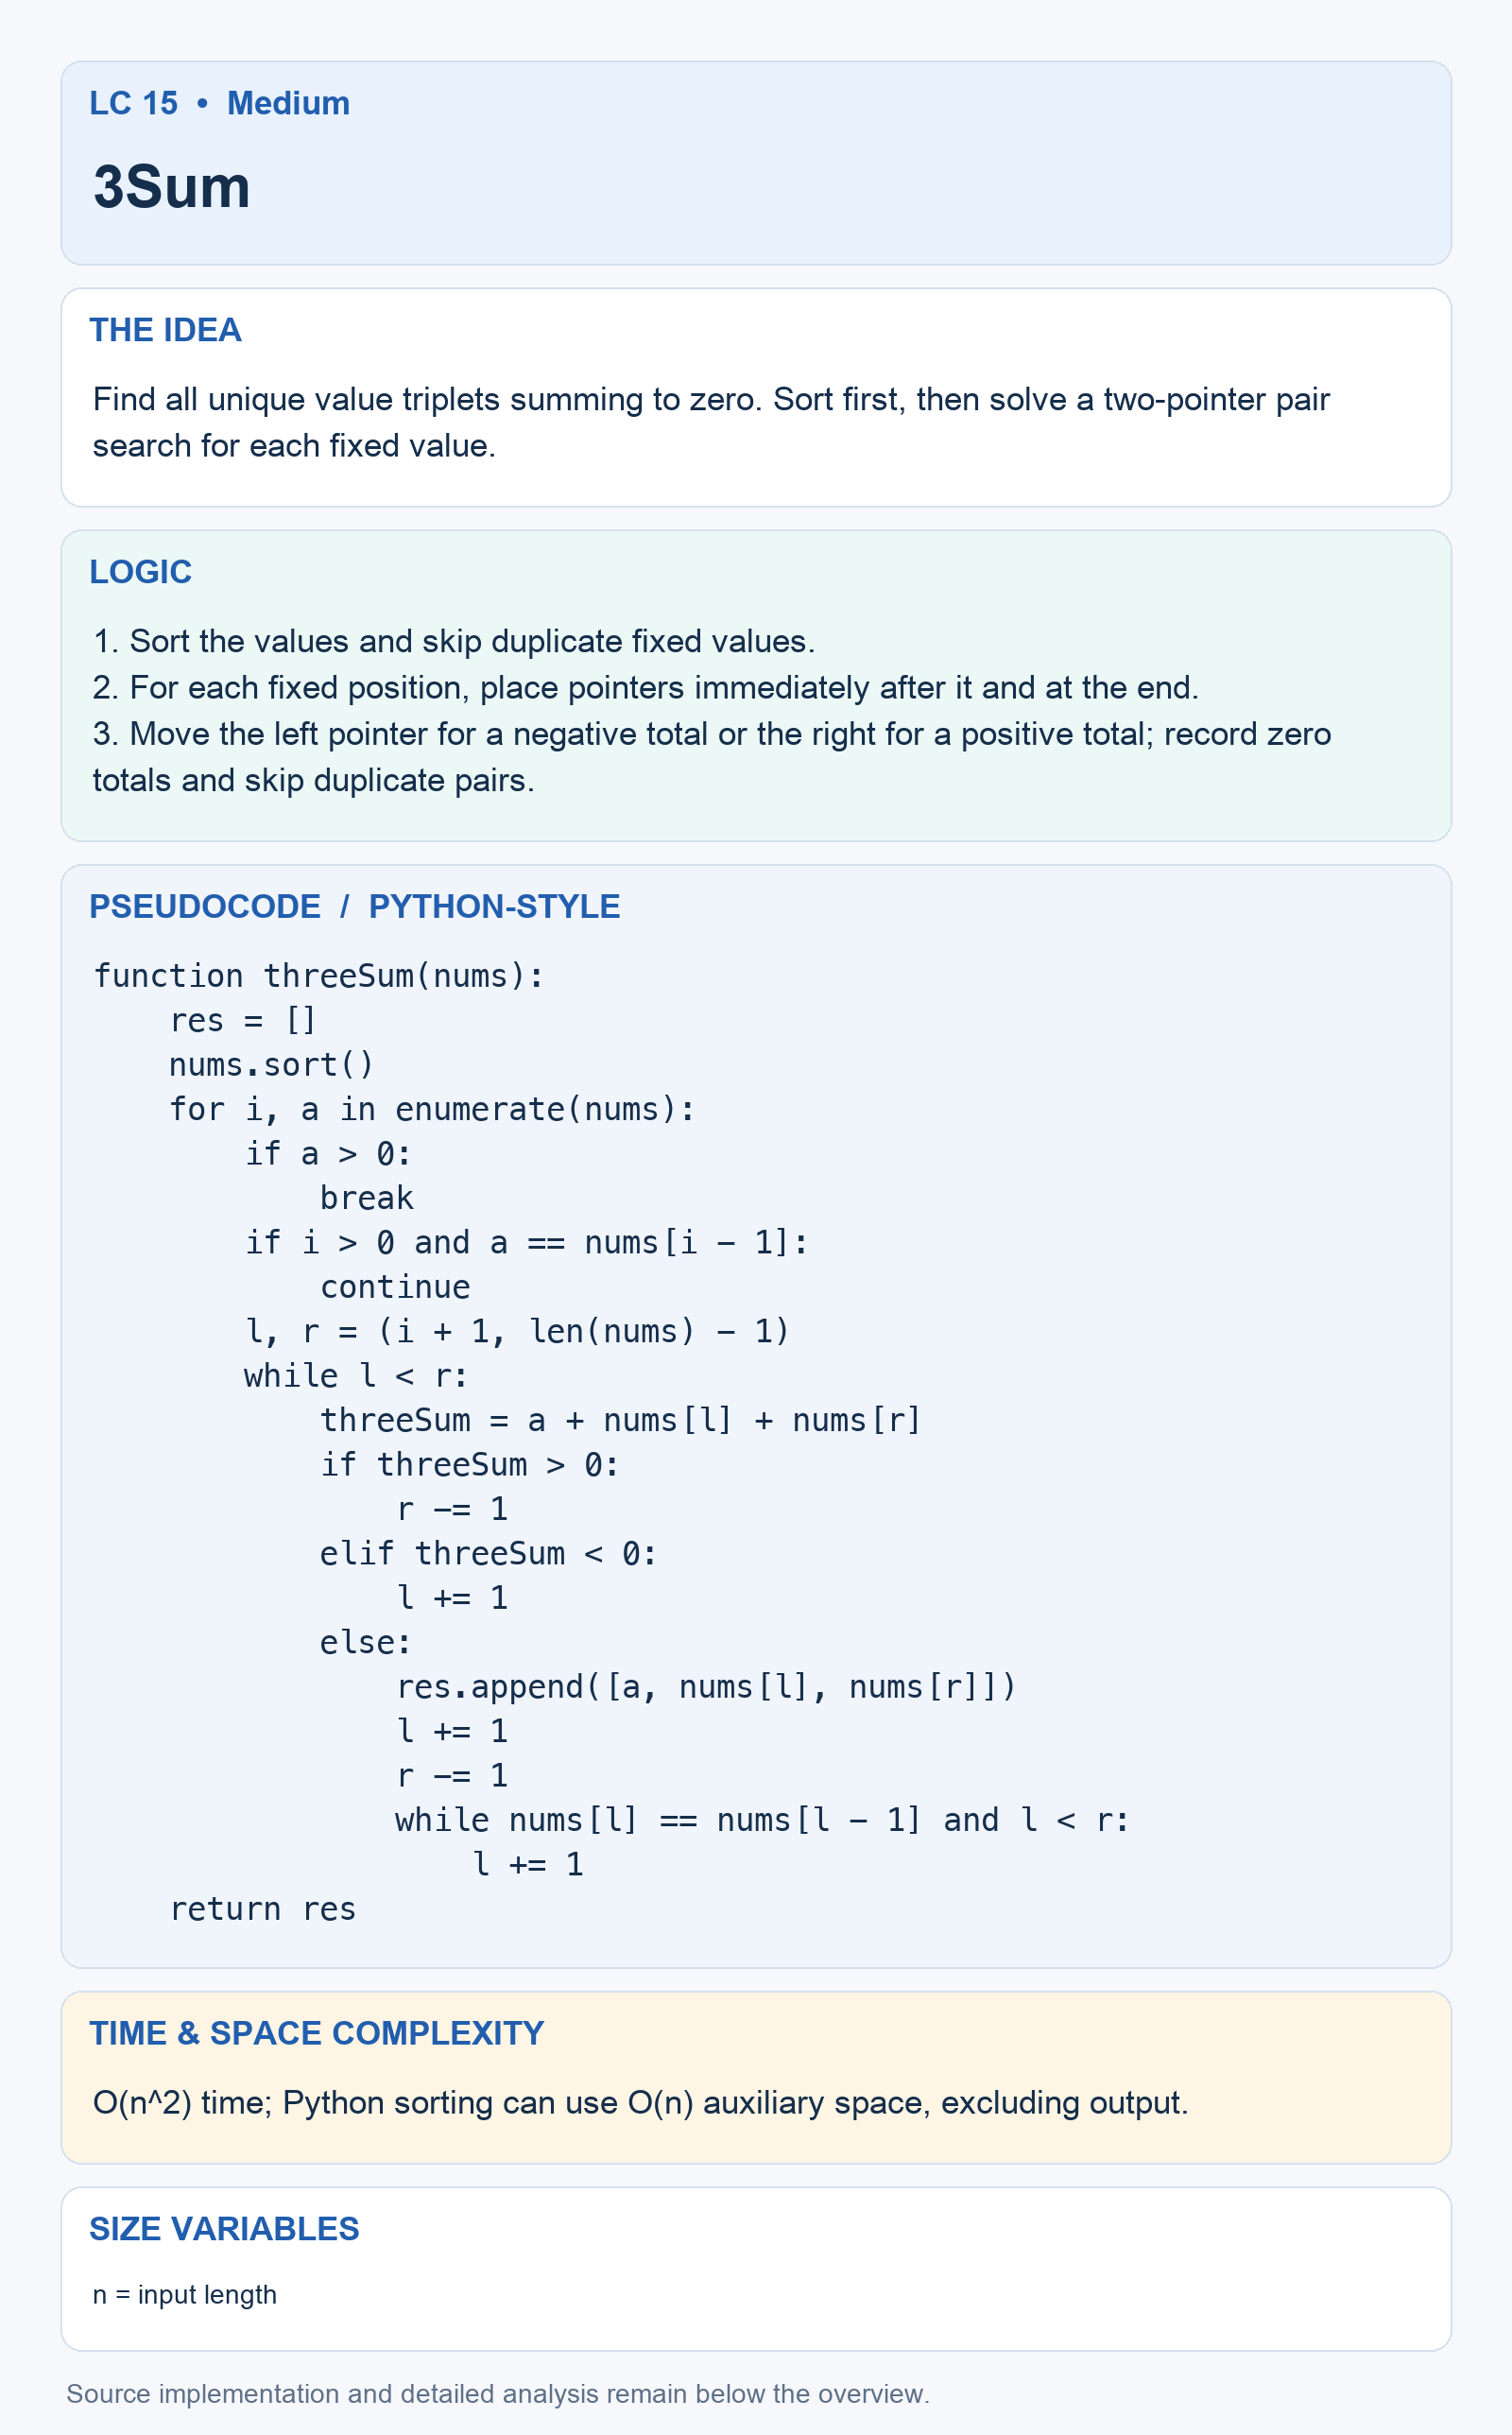 LC 15 • Medium
3Sum
THE IDEA
Find all unique value triplets summing to zero. Sort first, then solve a two-pointer pair
search for each fixed value.
LOGIC
1. Sort the values and skip duplicate fixed values.
2. For each fixed position, place pointers immediately after it and at the end.
3. Move the left pointer for a negative total or the right for a positive total; record zero
totals and skip duplicate pairs.
PSEUDOCODE / PYTHON-STYLE
function threeSum(nums):
    res = []
    nums.sort()
    for i, a in enumerate(nums):
        if a > 0:
            break
        if i > 0 and a == nums[i − 1]:
            continue
        l, r = (i + 1, len(nums) − 1)
        while l < r:
            threeSum = a + nums[l] + nums[r]
            if threeSum > 0:
                r −= 1
            elif threeSum < 0:
                l += 1
            else:
                res.append([a, nums[l], nums[r]])
                l += 1
                r −= 1
                while nums[l] == nums[l − 1] and l < r:
                    l += 1
    return res
TIME & SPACE COMPLEXITY
O(n^2) time; Python sorting can use O(n) auxiliary space, excluding output.
SIZE VARIABLES
n = input length
Source implementation and detailed analysis remain below the overview.